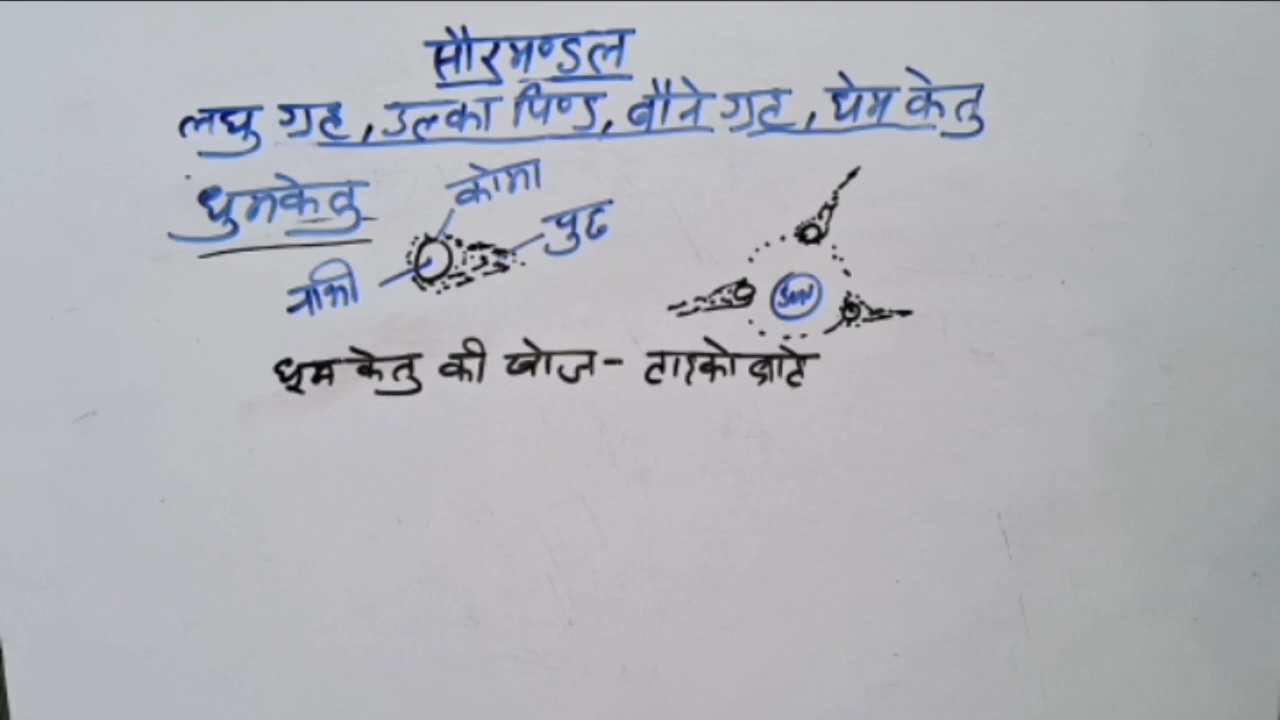 सौरमण्डल
लघु ग्रह, उल्का पिण्ड, बौने ग्रह, घेमकेतु
धुमकेतु
कोमा
पुछ
नाभी
SUN
धूमकेतु की खोज - टाइको ब्राहे